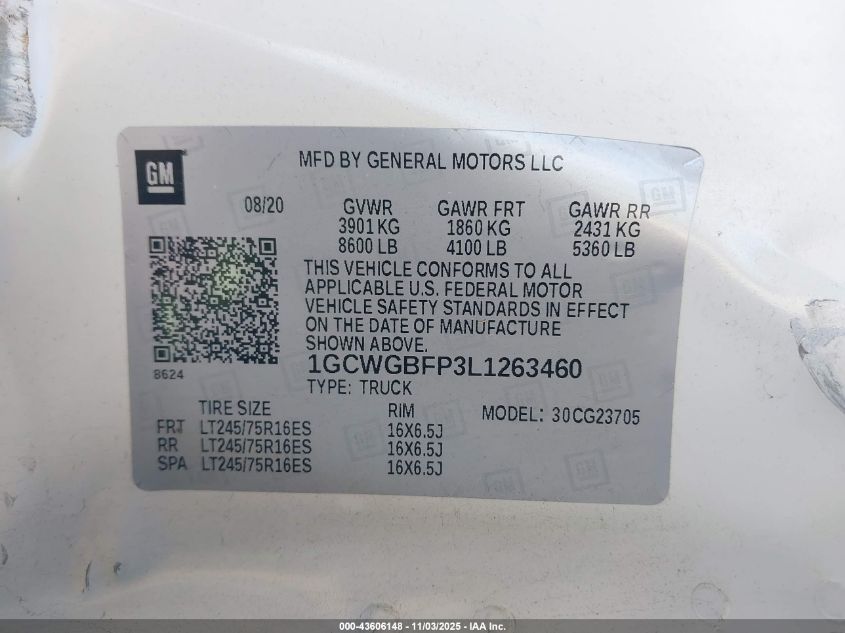 GM
MFD BY GENERAL MOTORS LLC
08/20
GVWR GAWR FRT GAWR RR
3901 KG 1860 KG 2431 KG
8600 LB 4100 LB 5360 LB
THIS VEHICLE CONFORMS TO ALL
APPLICABLE U.S. FEDERAL MOTOR
VEHICLE SAFETY STANDARDS IN EFFECT
ON THE DATE OF MANUFACTURE
SHOWN ABOVE.
8624
1GCWGBFP3L1263460
TYPE: TRUCK
TIRE SIZE RIM MODEL: 30CG23705
FRT LT245/75R16ES 16X6.5J
RR LT245/75R16ES 16X6.5J
SPA LT245/75R16ES 16X6.5J
000-43606148 - 11/03/2025 - IAA Inc.